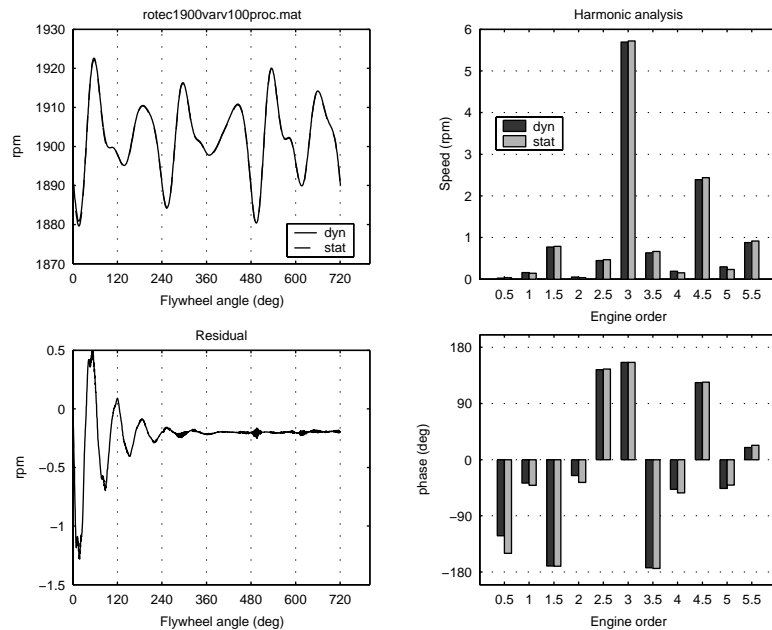 rotec1900varv100proc.mat
1930
1920
1910
1900
1890
1880
1870
rpm
0 120 240 360 480 600 720
Flywheel angle (deg)
dyn
stat
Harmonic analysis
6
5
4
3
2
1
0
Speed (rpm)
dyn
stat
0.5 1 1.5 2 2.5 3 3.5 4 4.5 5 5.5
Engine order
Residual
0.5
0
−0.5
−1
−1.5
rpm
0 120 240 360 480 600 720
Flywheel angle (deg)
180
90
0
−90
−180
phase (deg)
0.5 1 1.5 2 2.5 3 3.5 4 4.5 5 5.5
Engine order